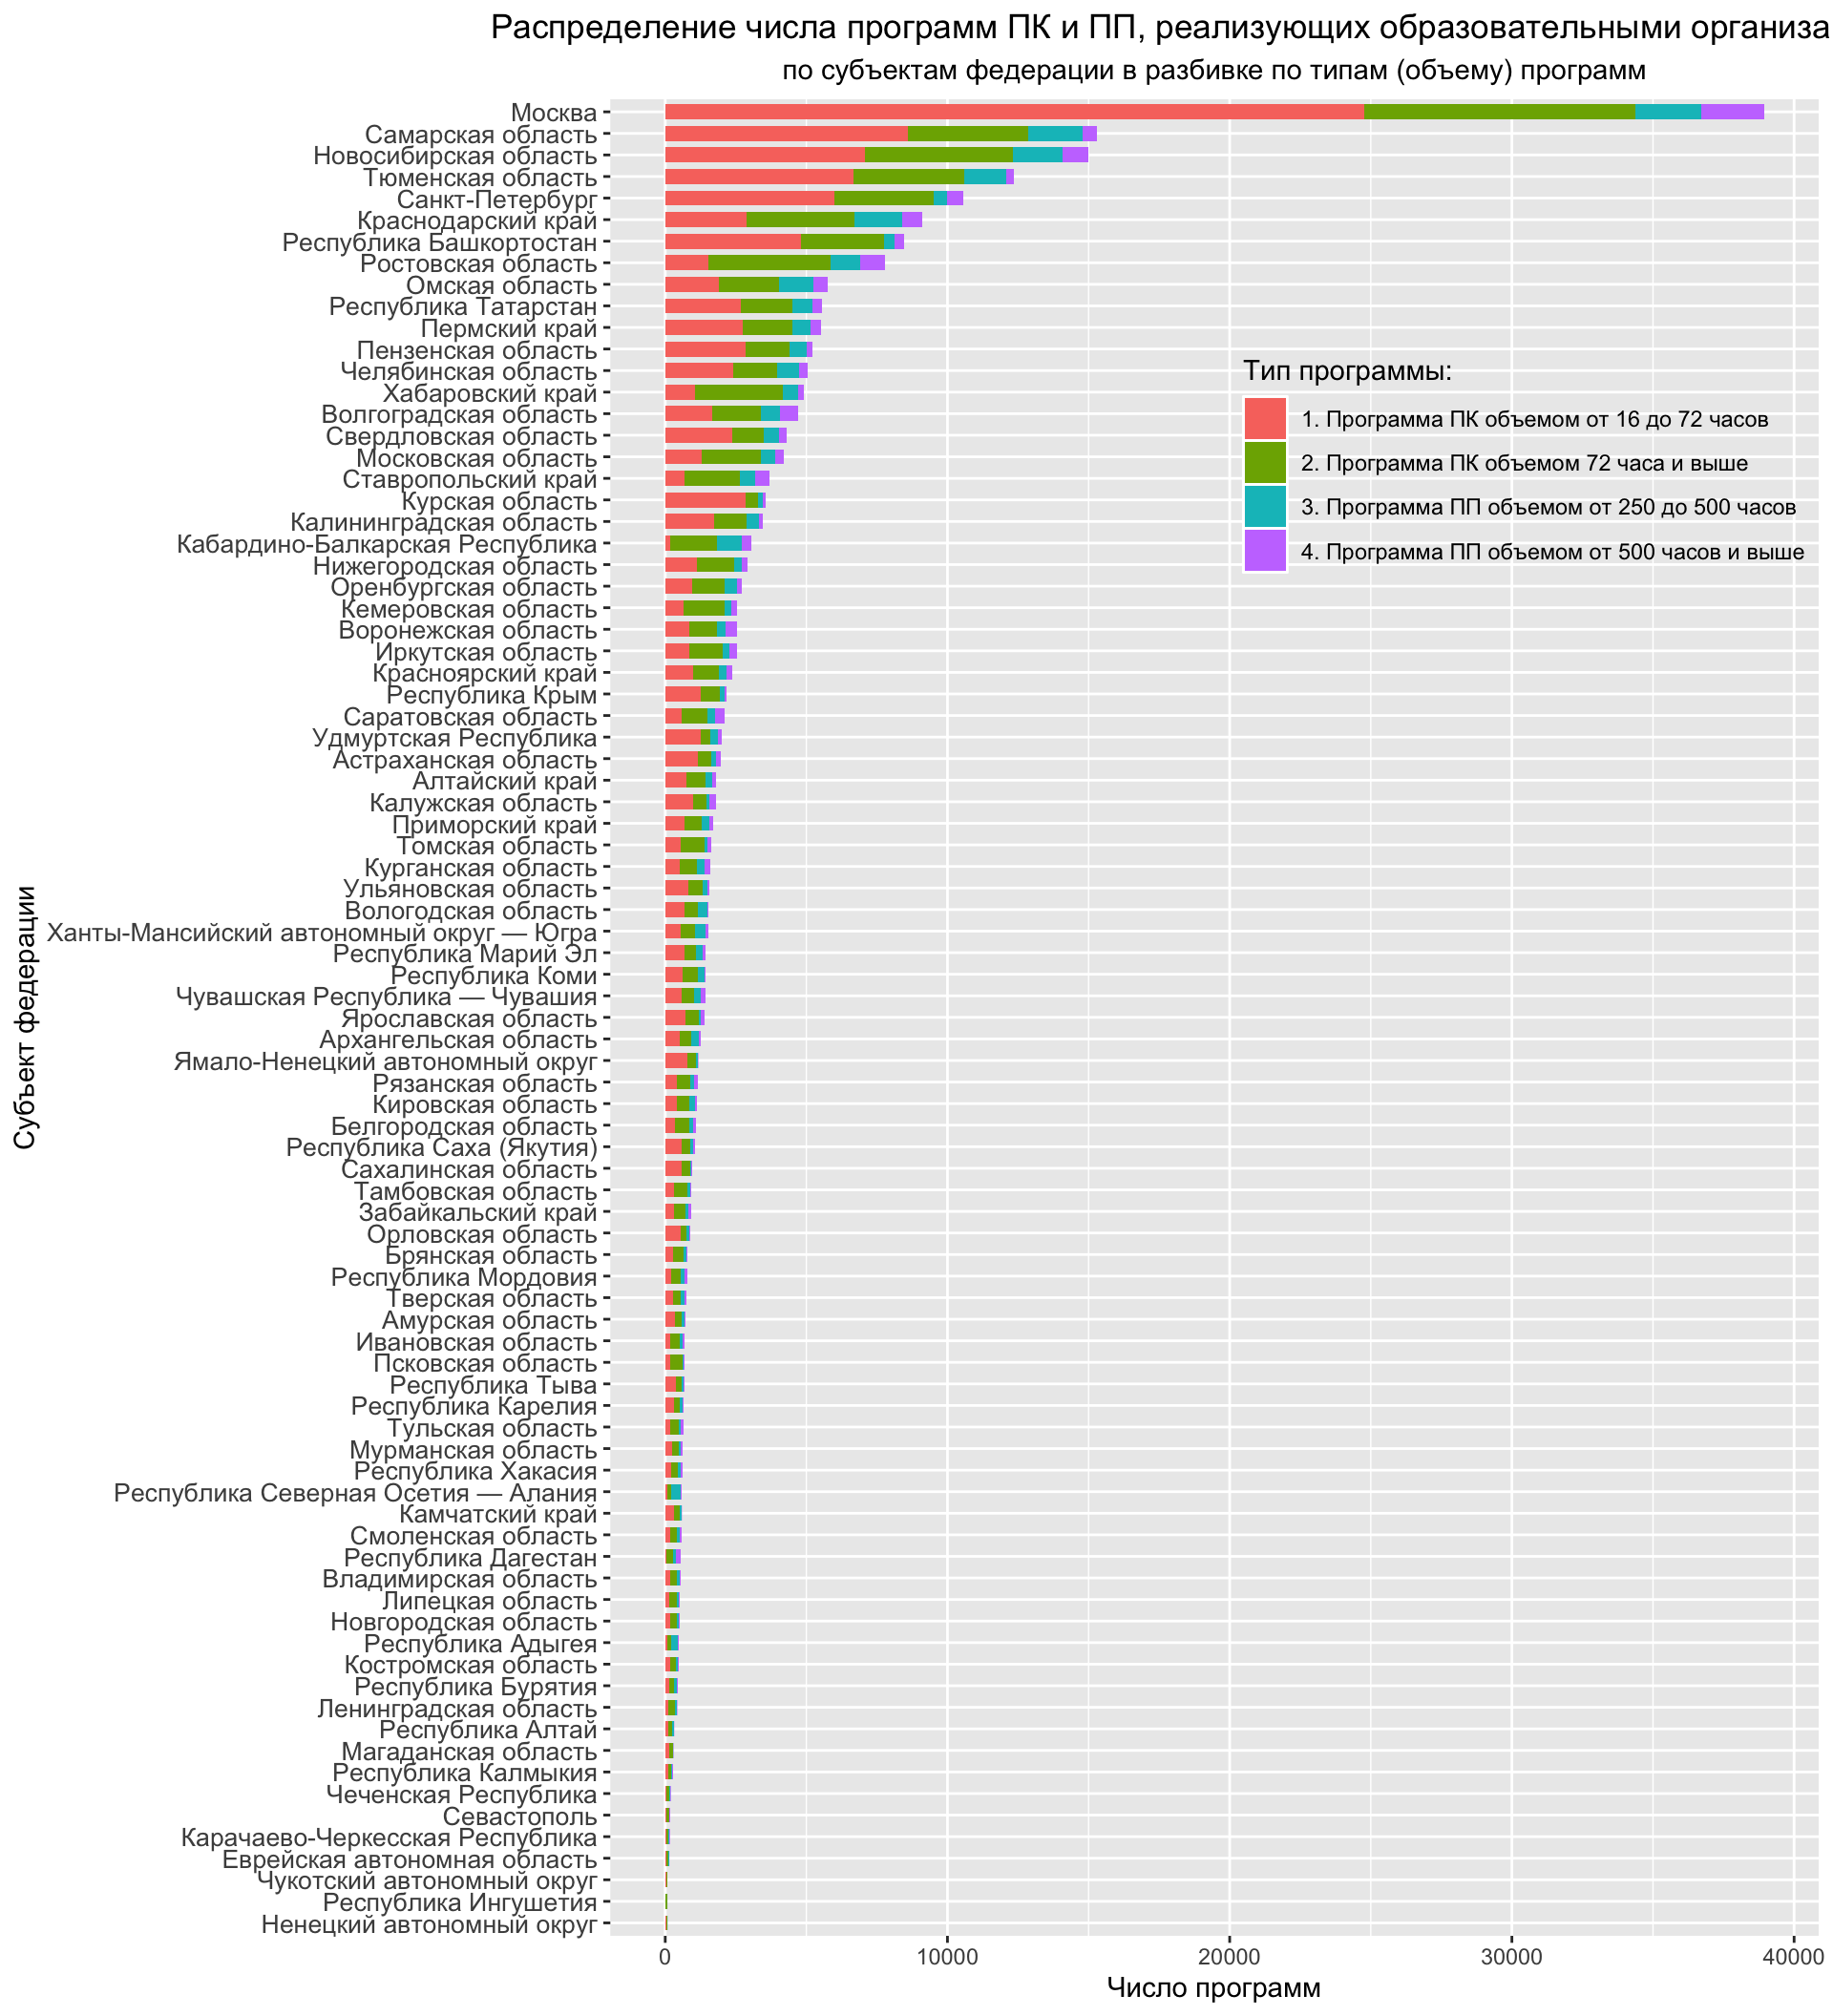 Распределение числа программ ПК и ПП, реализующих образовательными организа
по субъектам федерации в разбивке по типам (объему) программ
Москва
Самарская область
Новосибирская область
Тюменская область
Санкт-Петербург
Краснодарский край
Республика Башкортостан
Ростовская область
Омская область
Республика Татарстан
Пермский край
Пензенская область
Челябинская область
Хабаровский край
Волгоградская область
Свердловская область
Московская область
Ставропольский край
Курская область
Калининградская область
Кабардино-Балкарская Республика
Нижегородская область
Оренбургская область
Кемеровская область
Воронежская область
Иркутская область
Красноярский край
Республика Крым
Саратовская область
Удмуртская Республика
Астраханская область
Алтайский край
Калужская область
Приморский край
Томская область
Курганская область
Ульяновская область
Вологодская область
Ханты-Мансийский автономный округ — Югра
Республика Марий Эл
Республика Коми
Чувашская Республика — Чувашия
Ярославская область
Архангельская область
Ямало-Ненецкий автономный округ
Рязанская область
Кировская область
Белгородская область
Республика Саха (Якутия)
Сахалинская область
Тамбовская область
Забайкальский край
Орловская область
Брянская область
Республика Мордовия
Тверская область
Амурская область
Ивановская область
Псковская область
Республика Тыва
Республика Карелия
Тульская область
Мурманская область
Республика Хакасия
Республика Северная Осетия — Алания
Камчатский край
Смоленская область
Республика Дагестан
Владимирская область
Липецкая область
Новгородская область
Республика Адыгея
Костромская область
Республика Бурятия
Ленинградская область
Республика Алтай
Магаданская область
Республика Калмыкия
Чеченская Республика
Севастополь
Карачаево-Черкесская Республика
Еврейская автономная область
Чукотский автономный округ
Республика Ингушетия
Ненецкий автономный округ
Субъект федерации
Тип программы:
1. Программа ПК объемом от 16 до 72 часов
2. Программа ПК объемом 72 часа и выше
3. Программа ПП объемом от 250 до 500 часов
4. Программа ПП объемом от 500 часов и выше
0 10000 20000 30000 40000
Число программ